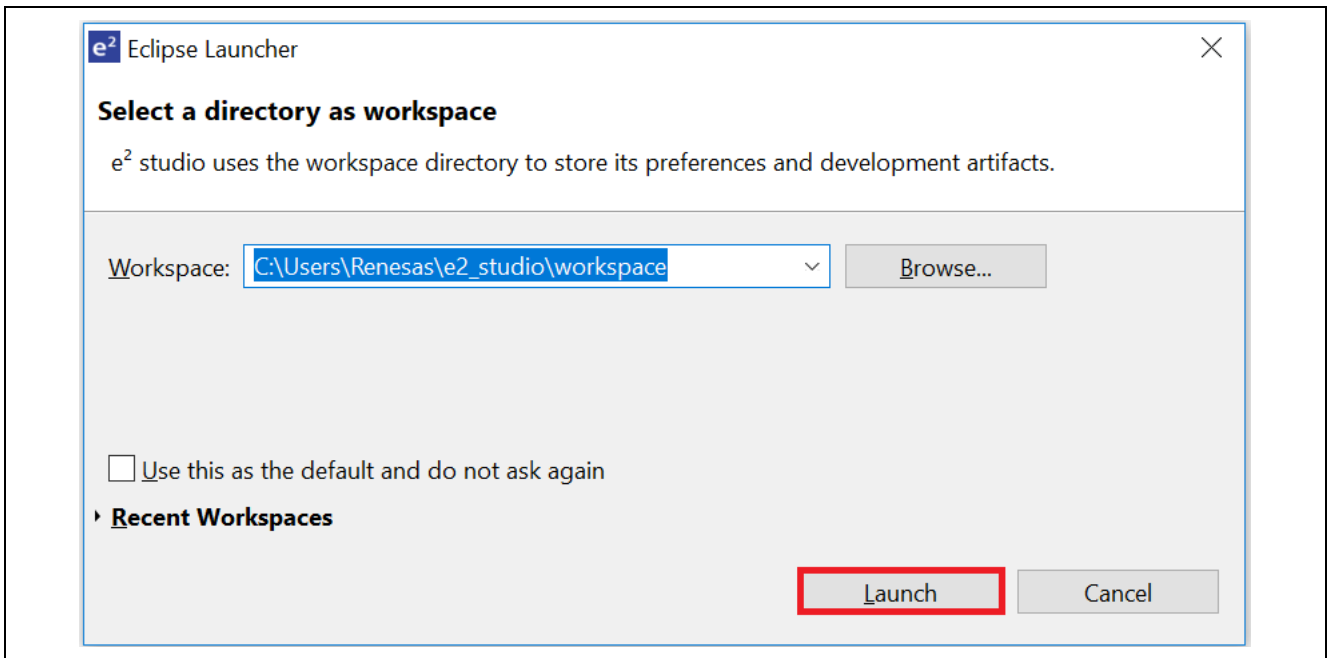 e² Eclipse Launcher
Select a directory as workspace
e² studio uses the workspace directory to store its preferences and development artifacts.
Workspace: C:\Users\Renesas\e2_studio\workspace Browse...
Use this as the default and do not ask again
Recent Workspaces
Launch Cancel